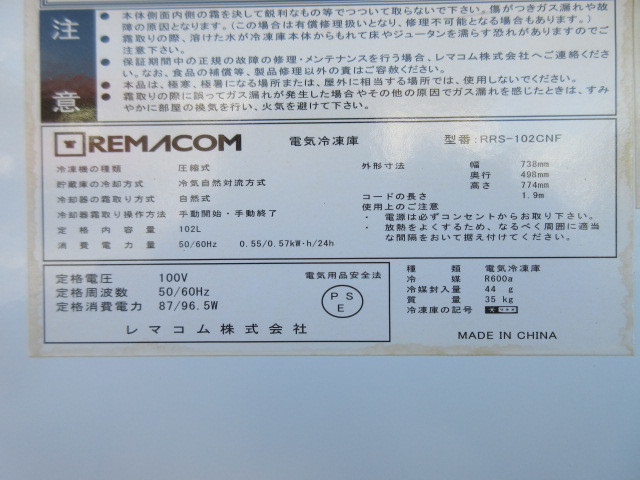 注意
● 本体側面内側の霜を決して鋭利なもの等でつついて取らないで下さい。傷がつきガス漏れや故
障の原因となります。(この場合は有償修理扱いとなり、修理不可能となる場合もあります。)
● 霜取りの際、溶けた水が冷凍庫本体からもれて床やジュータンを濡らす恐れがありますのでご
注意下さい。
● 保証期間中の正規の故障の修理・メンテナンスを行う場合、レマコム株式会社へご連絡くださ
い。なお、食品の補償等、製品修理以外の責はご容赦ください。
● 本品は、極寒、極暑になる場所または、屋外に相当する場所では、使用しないでください。
● 霜取りの際に誤ってガス漏れが発生した場合やその他の原因でガス漏れを感じたときは、すみ
やかに部屋の換気を行い、火気を避けて下さい。
REMACOM 電気冷凍庫 型番:RRS-102CNF
冷凍機の種類 圧縮式
貯蔵庫の冷却方式 冷気自然対流方式
冷却器の霜取り方式 自然式
冷却器霜取り操作方法 手動開始・手動終了
定格内容量 102L
消費電力量 50/60Hz 0.55/0.57kW·h/24h
外形寸法 幅 738mm
奥行 498mm
高さ 774mm
コードの長さ 1.9m
使用上のご注意
・ 電源は必ずコンセントからお取り下さい。
・ 放熱をよくするため、なるべく周囲に適当
な間隔をおいて据え付けてください。
定格電圧 100V
定格周波数 50/60Hz
定格消費電力 87/96.5W
電気用品安全法
PS
E
レマコム株式会社
種類 電気冷凍庫
冷媒 R600a
冷媒封入量 44 g
質量 35 kg
冷凍庫の記号 *** 
MADE IN CHINA